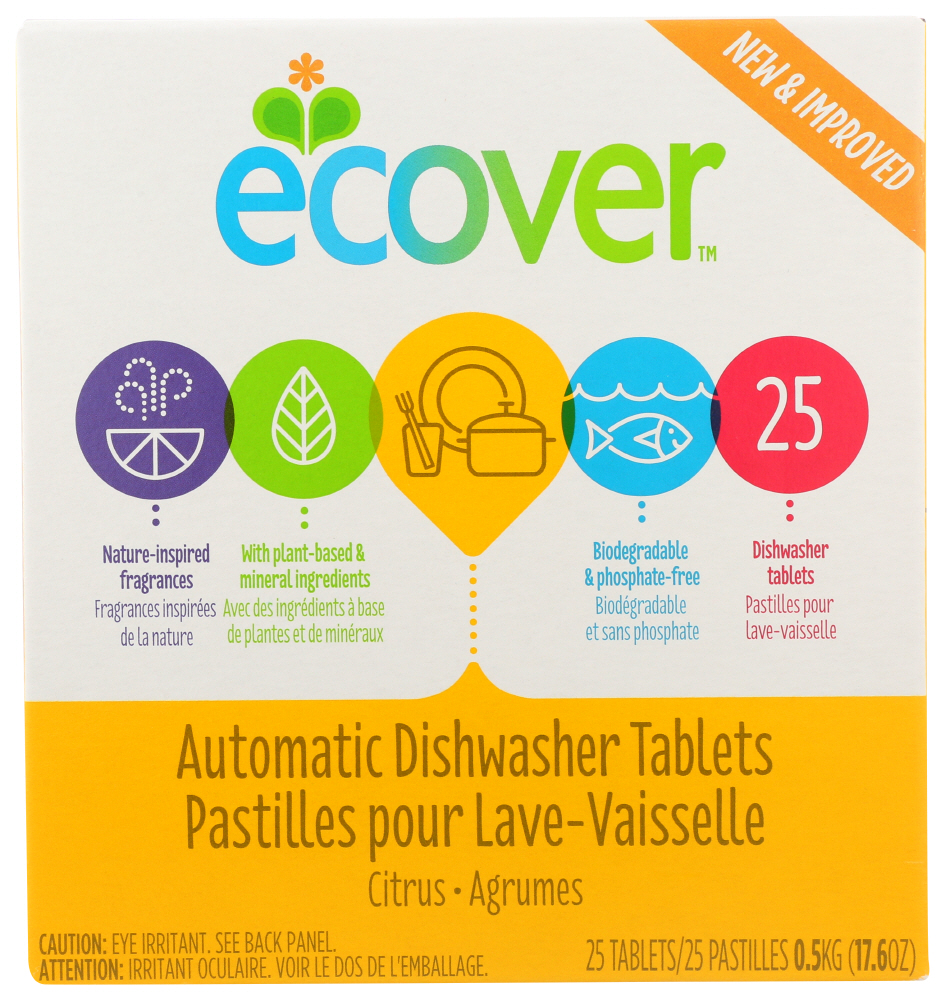 NEW & IMPROVED
ecover™
25
Nature-inspired
fragrances
Fragrances inspirées
de la nature
With plant-based &
mineral ingredients
Avec des ingrédients à base
de plantes et de minéraux
Biodegradable
& phosphate-free
Biodégradable
et sans phosphate
Dishwasher
tablets
Pastilles pour
lave-vaisselle
Automatic Dishwasher Tablets
Pastilles pour Lave-Vaisselle
Citrus • Agrumes
CAUTION: EYE IRRITANT. SEE BACK PANEL.
ATTENTION: IRRITANT OCULAIRE. VOIR LE DOS DE L'EMBALLAGE.
25 TABLETS/25 PASTILLES 0.5KG (17.6OZ)